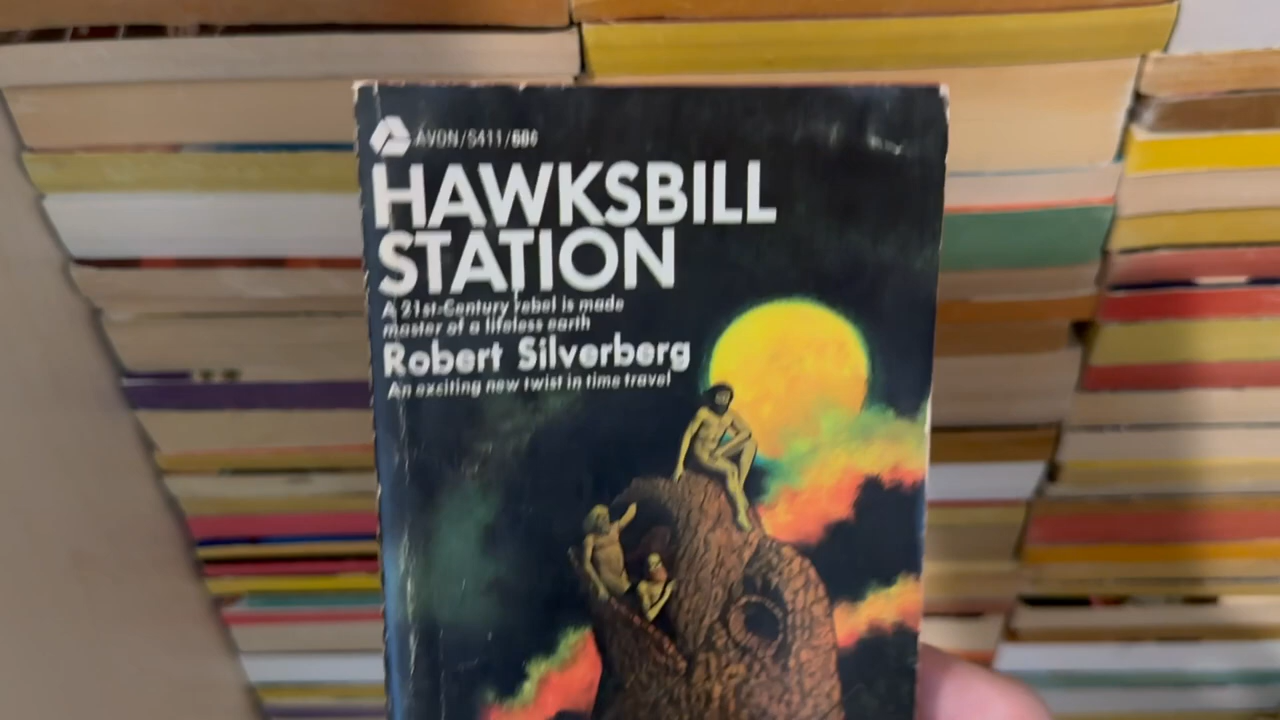 AVON/S411/60¢
HAWKSBILL
STATION
A 21st-Century rebel is made
master of a lifeless earth
Robert Silverberg
An exciting new twist in time travel